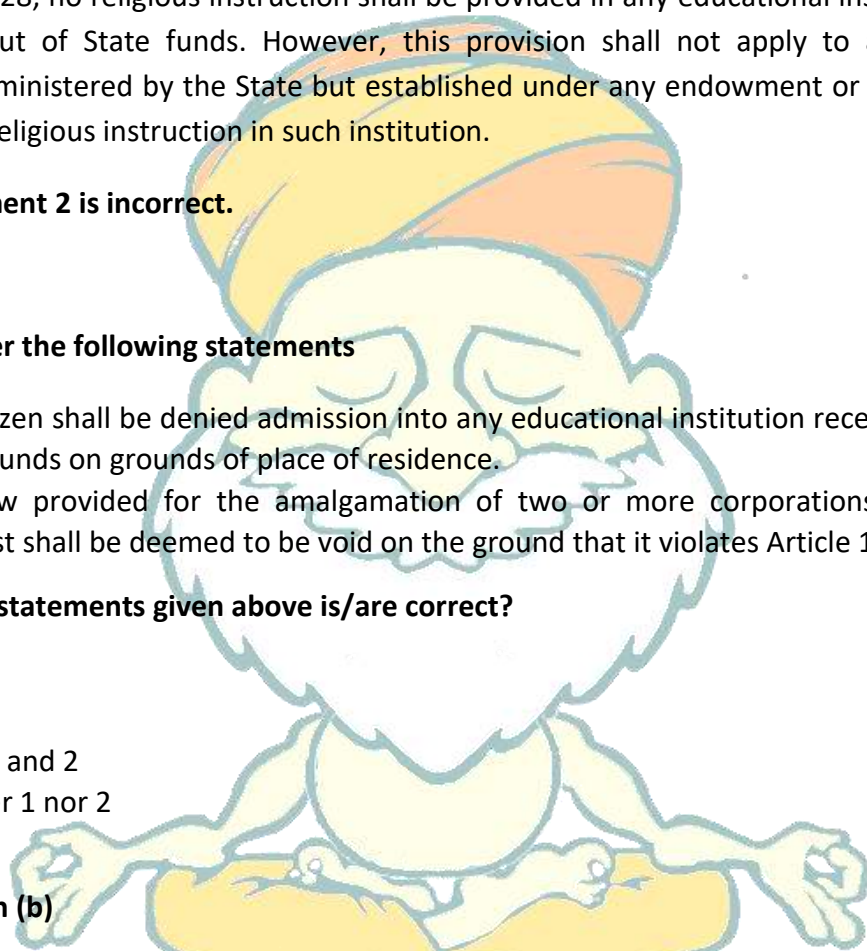 28, no religious instruction shall be provided in any educational ins
ut of State funds. However, this provision shall not apply to
ministered by the State but established under any endowment or
eligious instruction in such institution.
ent 2 is incorrect.
er the following statements
zen shall be denied admission into any educational institution rece
unds on grounds of place of residence.
w provided for the amalgamation of two or more corporations
st shall be deemed to be void on the ground that it violates Article 1
statements given above is/are correct?
and 2
r 1 nor 2
n (b)